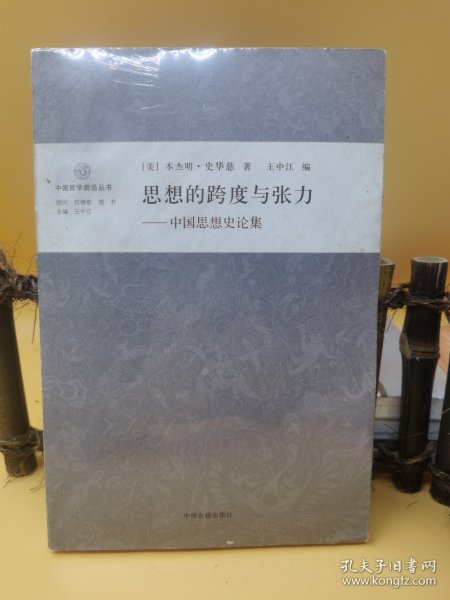 [美] 本杰明·史华慈 著 王中江 编
中国哲学前沿丛书
顾问 任继愈 庞朴
主编 王中江
思想的跨度与张力
——中国思想史论集
中州古籍出版社
孔夫子旧书网
www.kongfz.com